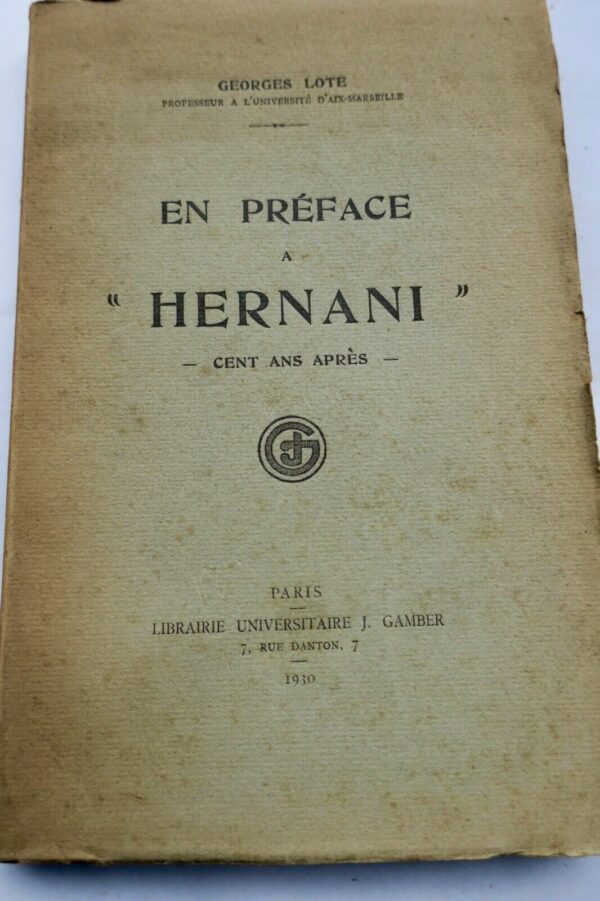 GEORGES LOTE
PROFESSEUR A L'UNIVERSITÉ D'AIX-MARSEILLE
EN PRÉFACE
A
“ HERNANI ”
— CENT ANS APRÈS —
JG
PARIS
LIBRAIRIE UNIVERSITAIRE J. GAMBER
7, RUE DANTON, 7
1930